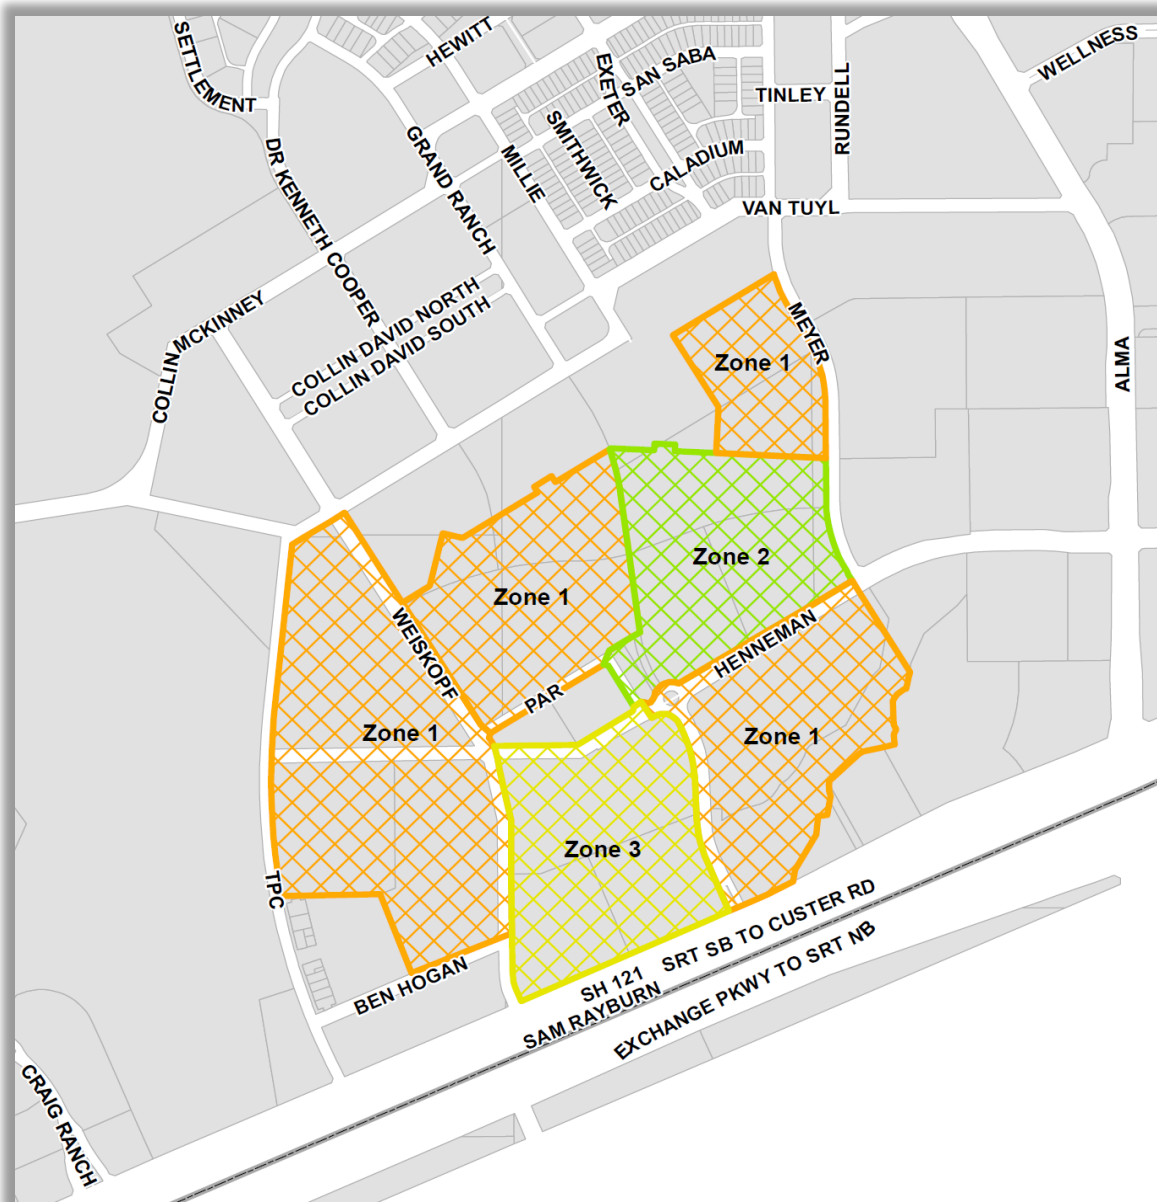 SETTLEMENT
HEWITT
EXETER
SAN SABA
WELLNESS
TINLEY
RUNDELL
SMITHWICK
DR KENNETH COOPER
GRAND RANCH
MILLIE
CALADIUM
VAN TUYL
COLLIN MCKINNEY
COLLIN DAVID NORTH
COLLIN DAVID SOUTH
MEYER
ALMA
Zone 1
Zone 2
Zone 1
WEISKOPF
HENNEMAN
PAR
Zone 1
Zone 1
Zone 3
TPC
SRT SB TO CUSTER RD
BEN HOGAN
SH 121
SAM RAYBURN
EXCHANGE PKWY TO SRT NB
CRAIG RANCH